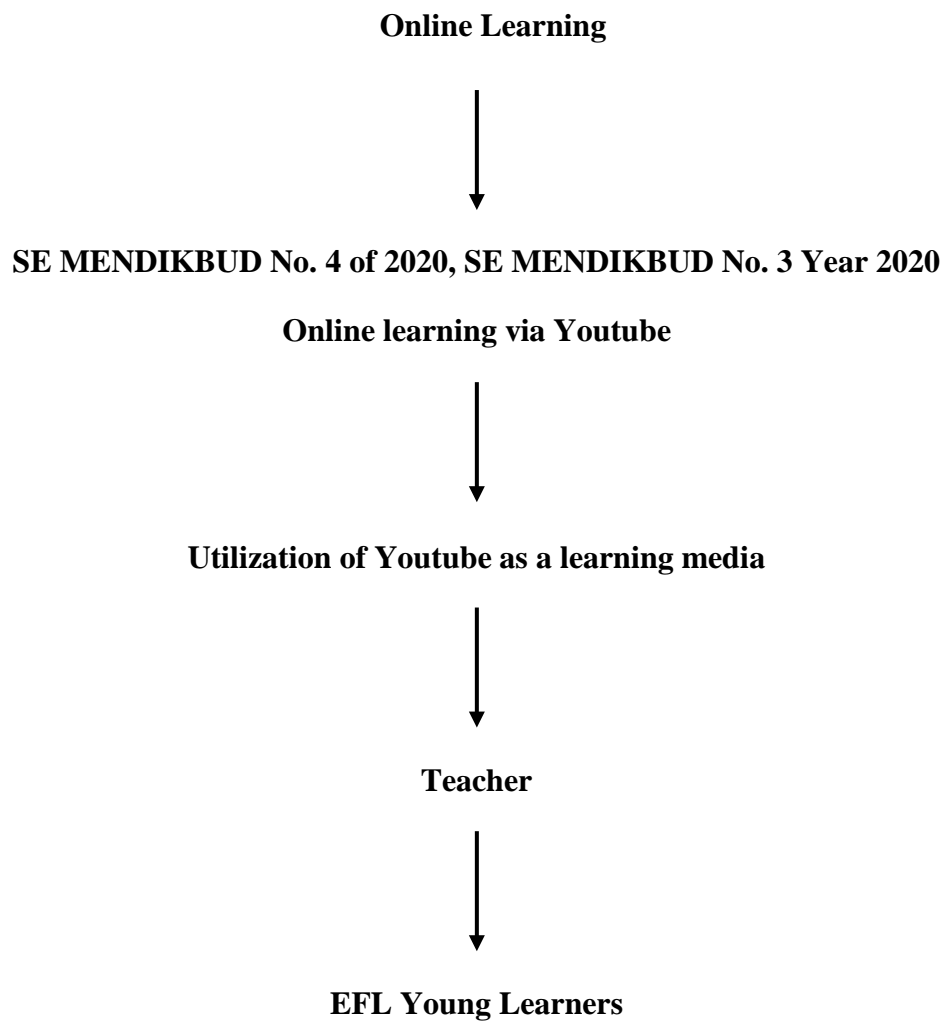 Online Learning
SE MENDIKBUD No. 4 of 2020, SE MENDIKBUD No. 3 Year 2020
Online learning via Youtube
Utilization of Youtube as a learning media
Teacher
EFL Young Learners